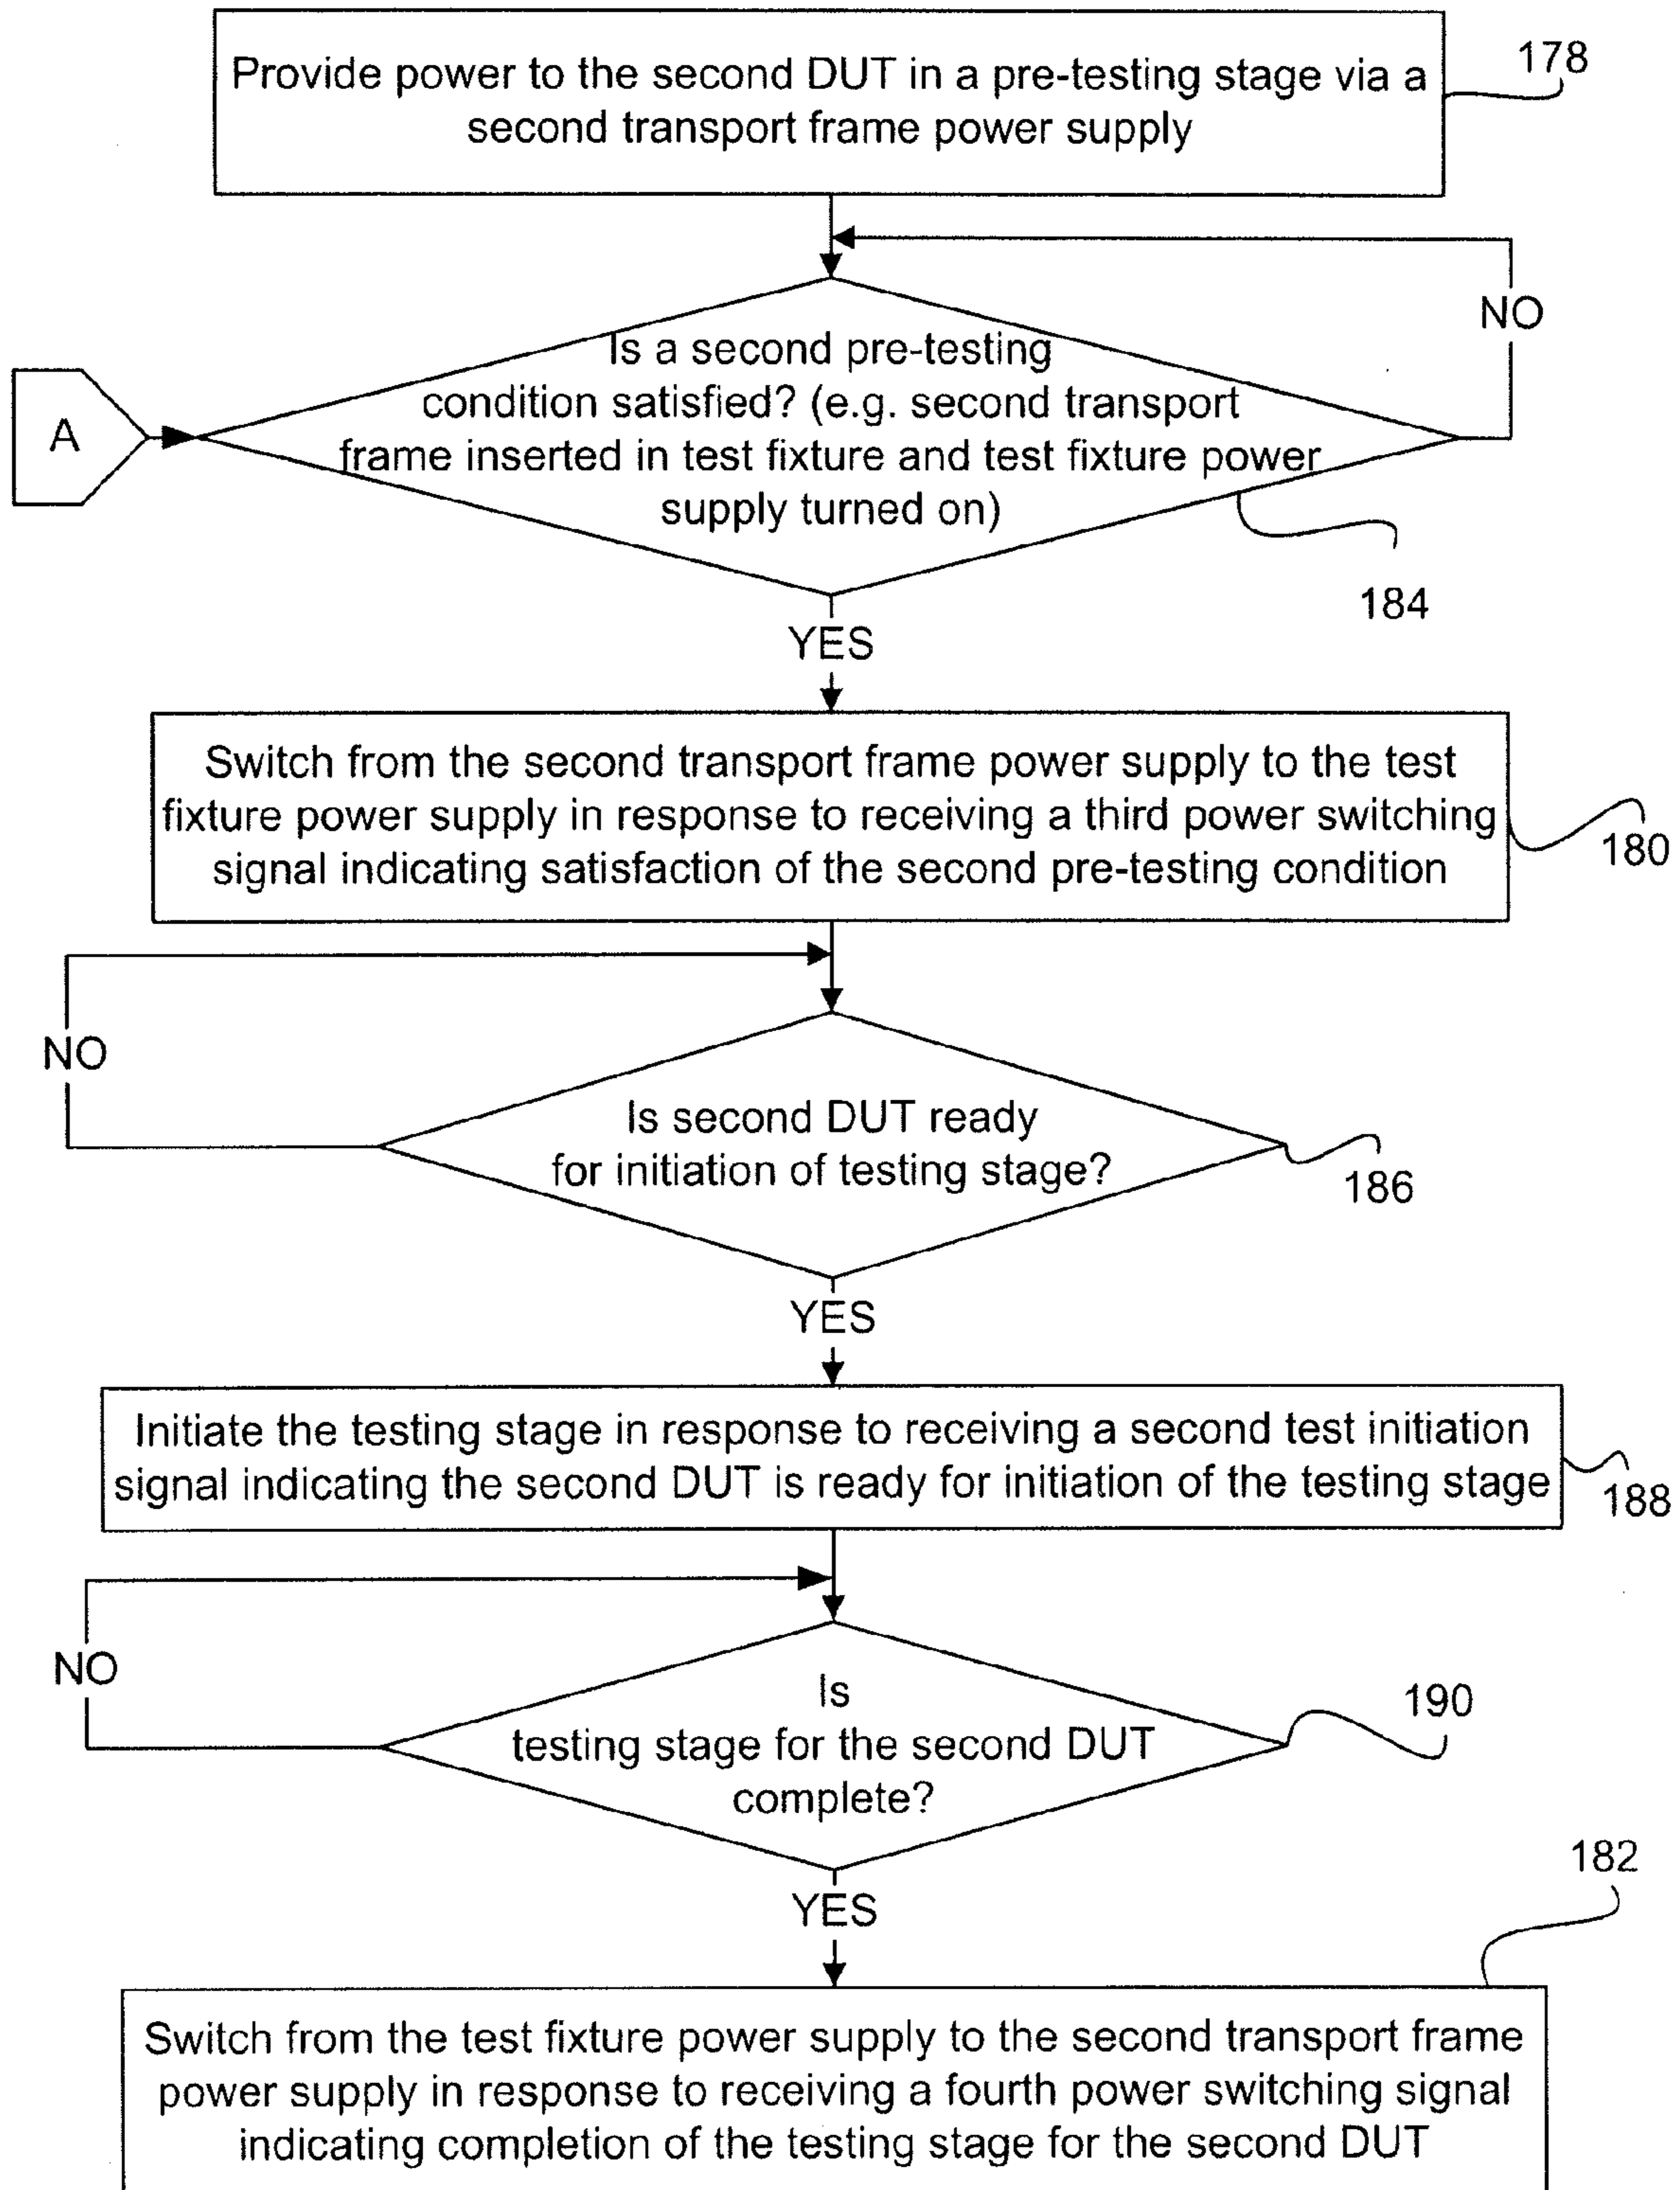 Provide power to the second DUT in a pre-testing stage via a
second transport frame power supply
178
NO
Is a second pre-testing
condition satisfied? (e.g. second transport
frame inserted in test fixture and test fixture power
supply turned on)
A
184
YES
Switch from the second transport frame power supply to the test
fixture power supply in response to receiving a third power switching
signal indicating satisfaction of the second pre-testing condition
180
NO
Is second DUT ready
for initiation of testing stage?
186
YES
Initiate the testing stage in response to receiving a second test initiation
signal indicating the second DUT is ready for initiation of the testing stage
188
NO
Is
testing stage for the second DUT
complete?
190
YES
182
Switch from the test fixture power supply to the second transport frame
power supply in response to receiving a fourth power switching signal
indicating completion of the testing stage for the second DUT